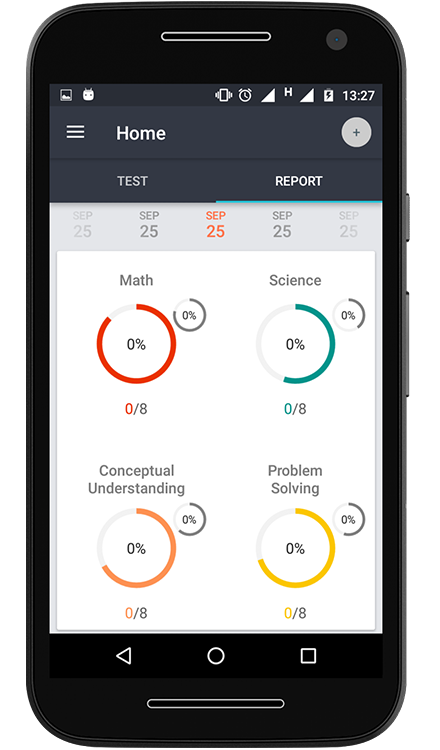 H 13:27
Home +
TEST REPORT
SEP SEP SEP SEP SEP
25 25 25 25 25
Math Science
0% 0% 0% 0%
0/8 0/8
Conceptual Understanding Problem Solving
0% 0% 0% 0%
0/8 0/8